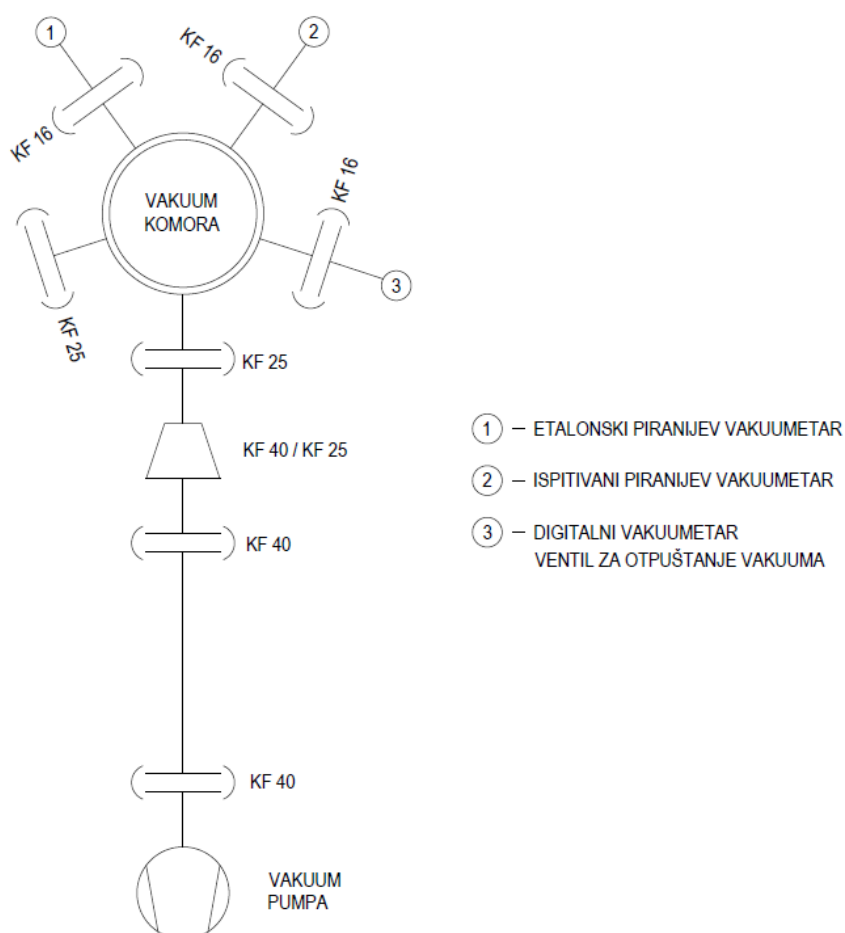 1
2
KF 16
KF 16
KF 16
VAKUUM
KOMORA
3
KF 25
KF 25
KF 40 / KF 25
KF 40
KF 40
VAKUUM
PUMPA
1 – ETALONSKI PIRANIJEV VAKUUMETAR
2 – ISPITIVANI PIRANIJEV VAKUUMETAR
3 – DIGITALNI VAKUUMETAR
VENTIL ZA OTPUŠTANJE VAKUUMA